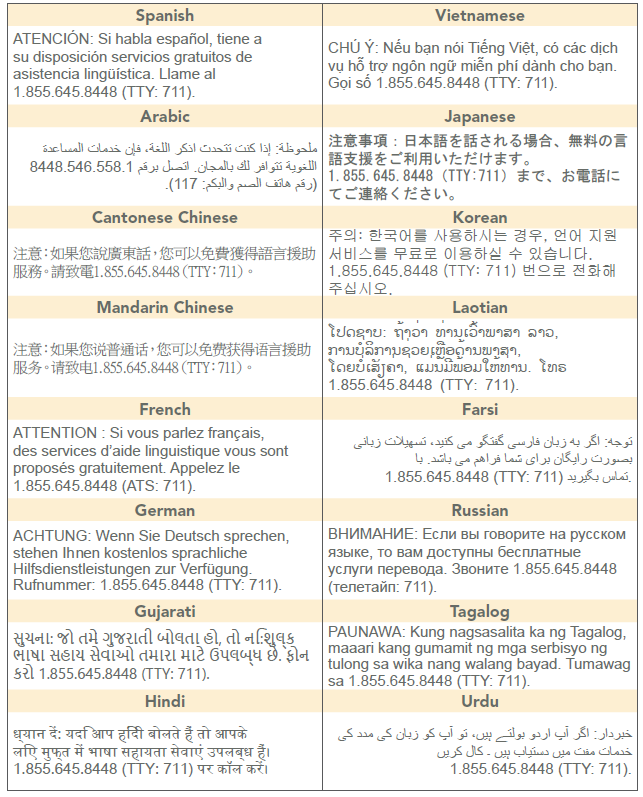 Spanish
ATENCIÓN: Si habla español, tiene a
su disposición servicios gratuitos de
asistencia lingüística. Llame al
1.855.645.8448 (TTY: 711).
Vietnamese
CHÚ Ý: Nếu bạn nói Tiếng Việt, có các dịch
vụ hỗ trợ ngôn ngữ miễn phí dành cho bạn.
Gọi số 1.855.645.8448 (TTY: 711).
Arabic
ملحوظة: إذا كنت تتحدث اذكر اللغة، فإن خدمات المساعدة
اللغوية تتوافر لك بالمجان. اتصل برقم 8448.546.558.1
(رقم هاتف الصم والبكم: 117).
Japanese
注意事項：日本語を話される場合、無料の言
語支援をご利用いただけます。
1.855.645.8448 (TTY:711) まで、お電話に
てご連絡ください。
Cantonese Chinese
注意：如果您說廣東話，您可以免費獲得語言援助
服務。請致電1.855.645.8448 (TTY：711)。
Korean
주의: 한국어를 사용하시는 경우, 언어 지원
서비스를 무료로 이용하실 수 있습니다.
1.855.645.8448 (TTY: 711) 번으로 전화해
주십시오.
Mandarin Chinese
注意：如果您说普通话，您可以免费获得语言援助
服务。请致电1.855.645.8448 (TTY：711)。
Laotian
ໂປດຊາບ: ຖ້າວ່າ ທ່ານເວົ້າພາສາ ລາວ,
ການບໍລິການຊ່ວຍເຫຼືອດ້ານພາສາ,
ໂດຍບໍ່ເສັງຄ່າ, ແມ່ນມີພ້ອມໃຫ້ທ່ານ. ໂທຣ
1.855.645.8448 (TTY: 711).
French
ATTENTION : Si vous parlez français,
des services d’aide linguistique vous sont
proposés gratuitement. Appelez le
1.855.645.8448 (ATS: 711).
Farsi
توجه: اگر به زبان فارسی گفتگو می کنید، تسهیلات زبانی
بصورت رایگان برای شما فراهم می باشد. با
1.855.645.8448 (TTY: 711) تماس بگیرید.
German
ACHTUNG: Wenn Sie Deutsch sprechen,
stehen Ihnen kostenlos sprachliche
Hilfsdienstleistungen zur Verfügung.
Rufnummer: 1.855.645.8448 (TTY: 711).
Russian
ВНИМАНИЕ: Если вы говорите на русском
языке, то вам доступны бесплатные
услуги перевода. Звоните 1.855.645.8448
(телетайп: 711).
Gujarati
સુચના: જો તમે ગુજરાતી બોલતા હો, તો નિ:શુલ્ક
ભાષા સહાય સેવાઓ તમારા માટે ઉપલબ્ધ છે. ફોન
કરો 1.855.645.8448 (TTY: 711).
Tagalog
PAUNAWA: Kung nagsasalita ka ng Tagalog,
maaari kang gumamit ng mga serbisyo ng
tulong sa wika nang walang bayad. Tumawag
sa 1.855.645.8448 (TTY: 711).
Hindi
ध्यान दें: यदि आप हिंदी बोलते हैं तो आपके
लिए मुफ्त में भाषा सहायता सेवाएं उपलब्ध हैं।
1.855.645.8448 (TTY: 711) पर कॉल करें।
Urdu
خبردار: اگر آپ اردو بولتے ہیں، تو آپ کو زبان کی مدد کی
خدمات مفت میں دستیاب ہیں ۔ کال کریں
1.855.645.8448 (TTY: 711).